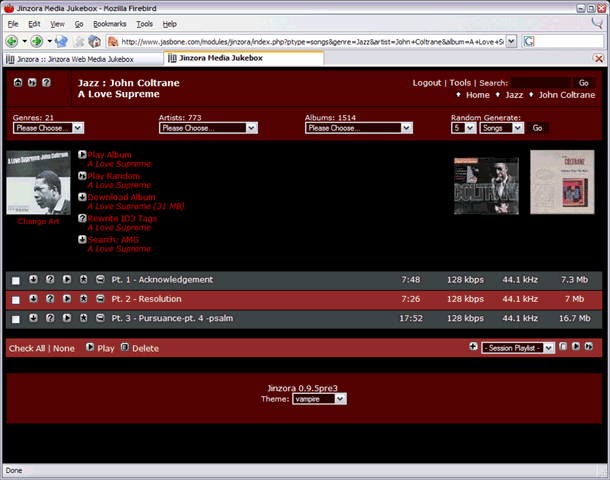 Jinzora Media Jukebox - Mozilla Firebird
File Edit View Go Bookmarks Tools Help
http://www.jasbone.com/modules/jinzora/index.php?ptype=songs&genre=Jazz&artist=John+Coltrane&album=A+Love+S
Jinzora :: Jinzora Web Media Jukebox
Jinzora Media Jukebox
Jazz : John Coltrane
A Love Supreme
Logout | Tools | Search: Go
Home Jazz John Coltrane
Genres: 21 Artists: 773 Albums: 1514 Random Generate:
Please Choose... Please Choose... Please Choose... 5 Songs Go
A Love Supreme John Coltrane
Change Art
Play Album
A Love Supreme
Play Random
A Love Supreme
Download Album
A Love Supreme (31 MB)
Rewrite ID3 Tags
A Love Supreme
Search: AMG
A Love Supreme
COLTRANE
COLTRANE
Pt. 1 - Acknowledgement 7:48 128 kbps 44.1 kHz 7.3 Mb
Pt. 2 - Resolution 7:26 128 kbps 44.1 kHz 7 Mb
Pt. 3 - Pursuance-pt. 4 -psalm 17:52 128 kbps 44.1 kHz 16.7 Mb
Check All | None Play Delete - Session Playlist -
Jinzora 0.9.5pre3
Theme: vampire
Done